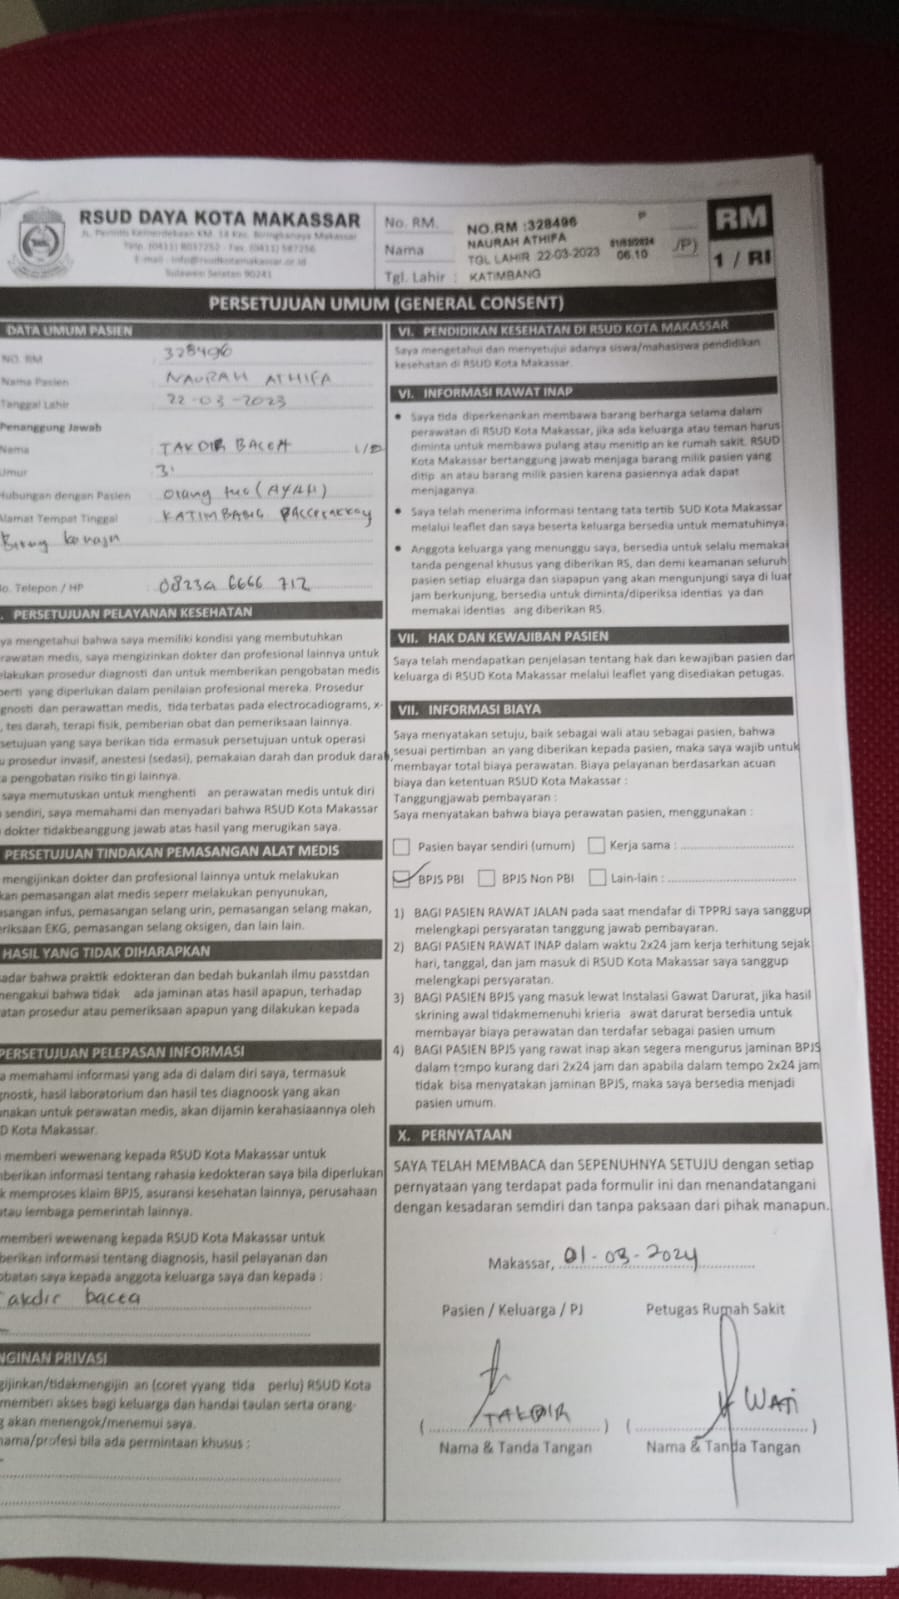 RSUD DAYA KOTA MAKASSAR
Jl. Perintis Kemerdekaan KM. 14 Kec. Biringkanaya Makassar
Telp. (0411) 8037252 - Fax. (0411) 587256
Sulawesi Selatan 90241
No. RM.
Nama
Tgl. Lahir :
NO.RM :328496
NAURAH ATHIFA
TGL LAHIR 22-03-2023
KATIMBANG
06.10
P
/P)
RM
1 / RI
PERSETUJUAN UMUM (GENERAL CONSENT)
DATA UMUM PASIEN
NO. RM : 328496
Nama Pasien : NAURAH ATHIFA
Tanggal Lahir : 22-03-2023
Penanggung Jawab
Nama : TAKDIR BACEA
Umur
Hubungan dengan Pasien : Orang tua (AYAH)
Alamat Tempat Tinggal : KATIMBANG
o. Telepon / HP :
. PERSETUJUAN PELAYANAN KESEHATAN
ya mengetahui bahwa saya memiliki kondisi yang membutuhkan
rawatan medis, saya mengizinkan dokter dan profesional lainnya untuk
elakukan prosedur diagnosti dan untuk memberikan pengobatan medis
perti yang diperlukan dalam penilaian profesional mereka. Prosedur
gnosti dan perawattan medis, tida terbatas pada electrocadiograms, x-
, tes darah, terapi fisik, pemberian obat dan pemeriksaan lainnya.
setujuan yang saya berikan tida ermasuk persetujuan untuk operasi
u prosedur invasif, anestesi (sedasi), pemakaian darah dan produk darah,
a pengobatan risiko tingi lainnya.
saya memutuskan untuk menghenti an perawatan medis untuk diri
sendiri, saya memahami dan menyadari bahwa RSUD Kota Makassar
dokter tidakbeanggung jawab atas hasil yang merugikan saya.
PERSETUJUAN TINDAKAN PEMASANGAN ALAT MEDIS
mengijinkan dokter dan profesional lainnya untuk melakukan
kan pemasangan alat medis seperr melakukan penyunukan,
asangan infus, pemasangan selang urin, pemasangan selang makan,
eriksaan EKG, pemasangan selang oksigen, dan lain lain.
HASIL YANG TIDAK DIHARAPKAN
adar bahwa praktik edokteran dan bedah bukanlah ilmu passtdan
mengakui bahwa tidak ada jaminan atas hasil apapun, terhadap
atan prosedur atau pemeriksaan apapun yang dilakukan kepada
PERSETUJUAN PELEPASAN INFORMASI
a memahami informasi yang ada di dalam diri saya, termasuk
gnostk, hasil laboratorium dan hasil tes diagnoosk yang akan
unakan untuk perawatan medis, akan dijamin kerahasiaannya oleh
D Kota Makassar.
memberi wewenang kepada RSUD Kota Makassar untuk
mberikan informasi tentang rahasia kedokteran saya bila diperlukan
k memproses klaim BPJS, asuransi kesehatan lainnya, perusahaan
atau lembaga pemerintah lainnya.
memberi wewenang kepada RSUD Kota Makassar untuk
berikan informasi tentang diagnosis, hasil pelayanan dan
obatan saya kepada anggota keluarga saya dan kepada :
akdir bacea
NGINAN PRIVASI
gijinkan/tidakmengijin an (coret yyang tida perlu) RSUD Kota
memberi akses bagi keluarga dan handai taulan serta orang-
g akan menengok/menemui saya.
nama/profesi bila ada permintaan khusus :
VI. PENDIDIKAN KESEHATAN DI RSUD KOTA MAKASSAR
Saya mengetahui dan menyetujui adanya siswa/mahasiswa pendidikan
kesehatan di RSUD Kota Makassar.
VI. INFORMASI RAWAT INAP
• Saya tida diperkenankan membawa barang berharga selama dalam
perawatan di RSUD Kota Makassar, jika ada keluarga atau teman harus
diminta untuk membawa pulang atau menitip an ke rumah sakit. RSUD
Kota Makassar bertanggung jawab menjaga barang milik pasien yang
ditip an atau barang milik pasien karena pasiennya adak dapat
menjaganya.
• Saya telah menerima informasi tentang tata tertib SUD Kota Makassar
melalui leaflet dan saya beserta keluarga bersedia untuk mematuhinya
• Anggota keluarga yang menunggu saya, bersedia untuk selalu memakai
tanda pengenal khusus yang diberikan RS, dan demi keamanan seluruh
pasien setiap eluarga dan siapapun yang akan mengunjungi saya di luar
jam berkunjung, bersedia untuk diminta/diperiksa identias ya dan
memakai identias ang diberikan RS.
VII. HAK DAN KEWAJIBAN PASIEN
Saya telah mendapatkan penjelasan tentang hak dan kewajiban pasien dan
keluarga di RSUD Kota Makassar melalui leaflet yang disediakan petugas.
VII. INFORMASI BIAYA
Saya menyatakan setuju, baik sebagai wali atau sebagai pasien, bahwa
sesuai pertimban an yang diberikan kepada pasien, maka saya wajib untuk
membayar total biaya perawatan. Biaya pelayanan berdasarkan acuan
biaya dan ketentuan RSUD Kota Makassar :
Tanggungjawab pembayaran :
Saya menyatakan bahwa biaya perawatan pasien, menggunakan :
Pasien bayar sendiri (umum) Kerja sama :
BPJS PBI BPJS Non PBI Lain-lain :
1) BAGI PASIEN RAWAT JALAN pada saat mendafar di TPPRJ saya sanggup
melengkapi persyaratan tanggung jawab pembayaran.
2) BAGI PASIEN RAWAT INAP dalam waktu 2x24 jam kerja terhitung sejak
hari, tanggal, dan jam masuk di RSUD Kota Makassar saya sanggup
melengkapi persyaratan.
3) BAGI PASIEN BPJS yang masuk lewat Instalasi Gawat Darurat, jika hasil
skrining awal tidakmemenuhi krieria awat darurat bersedia untuk
membayar biaya perawatan dan terdafar sebagai pasien umum
4) BAGI PASIEN BPJS yang rawat inap akan segera mengurus jaminan BPJS
dalam tempo kurang dari 2x24 jam dan apabila dalam tempo 2x24 jam
tidak bisa menyatakan jaminan BPJS, maka saya bersedia menjadi
pasien umum.
X. PERNYATAAN
SAYA TELAH MEMBACA dan SEPENUHNYA SETUJU dengan setiap
pernyataan yang terdapat pada formulir ini dan menandatangani
dengan kesadaran semdiri dan tanpa paksaan dari pihak manapun.
Makassar, 01-03-2024
Pasien / Keluarga / PJ Petugas Rumah Sakit
( TAKDIR ) ( WATI )
Nama & Tanda Tangan Nama & Tanda Tangan